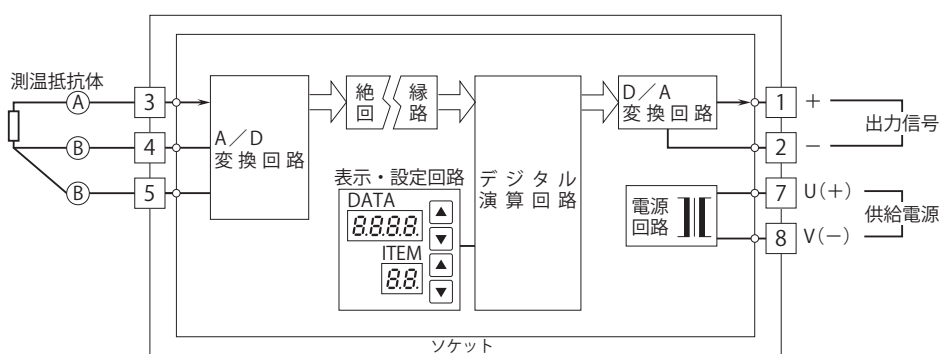 測温抵抗体
A
B
B
3
4
5
A／D
変換回路
絶
回
縁
路
表示・設定回路
DATA
8.8.8.8.
ITEM
8.8.
デジタル
演算回路
D／A
変換回路
電源
回路
1
+
2
−
出力信号
7
U(+)
8
V(−)
供給電源
ソケット